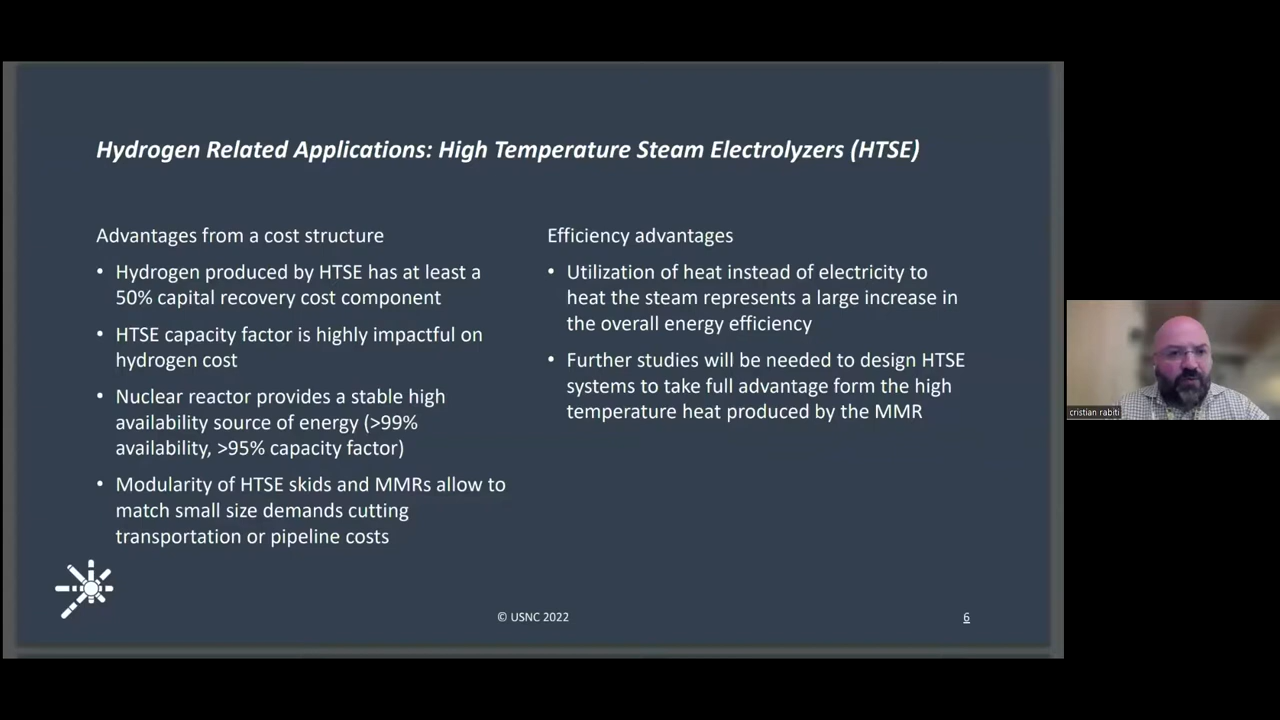 Hydrogen Related Applications: High Temperature Steam Electrolyzers (HTSE)
Advantages from a cost structure
• Hydrogen produced by HTSE has at least a
50% capital recovery cost component
• HTSE capacity factor is highly impactful on
hydrogen cost
• Nuclear reactor provides a stable high
availability source of energy (>99%
availability, >95% capacity factor)
• Modularity of HTSE skids and MMRs allow to
match small size demands cutting
transportation or pipeline costs
Efficiency advantages
• Utilization of heat instead of electricity to
heat the steam represents a large increase in
the overall energy efficiency
• Further studies will be needed to design HTSE
systems to take full advantage form the high
temperature heat produced by the MMR
© USNC 2022
6
cristian rabiti